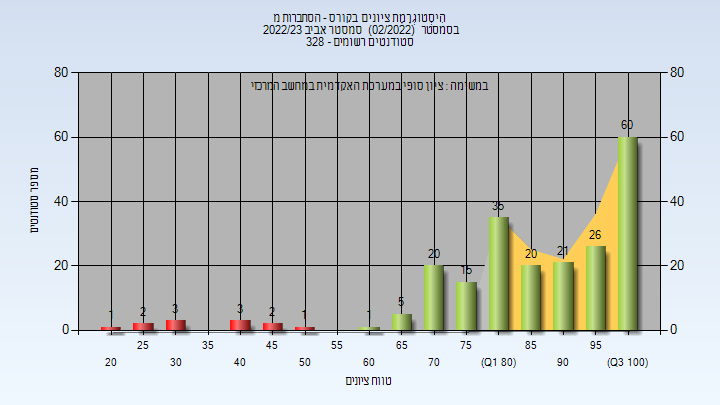 היסטוגרמת ציונים בקורס - הסתברות מ
בסמסטר (02/2022) סמסטר אביב 2022/23
סטודנטים רשומים - 328
במשימה : ציון סופי במערכת האקדמית במחשב המרכזי
80 80
60 60
40 40
20 20
0 0
מספר סטודנטים
1 2 3 3 2 1 1 5 20 15 35 20 21 26 60
25 35 45 55 65 75 85 95
20 30 40 50 60 70 (Q1 80) 90 (Q3 100)
טווח ציונים